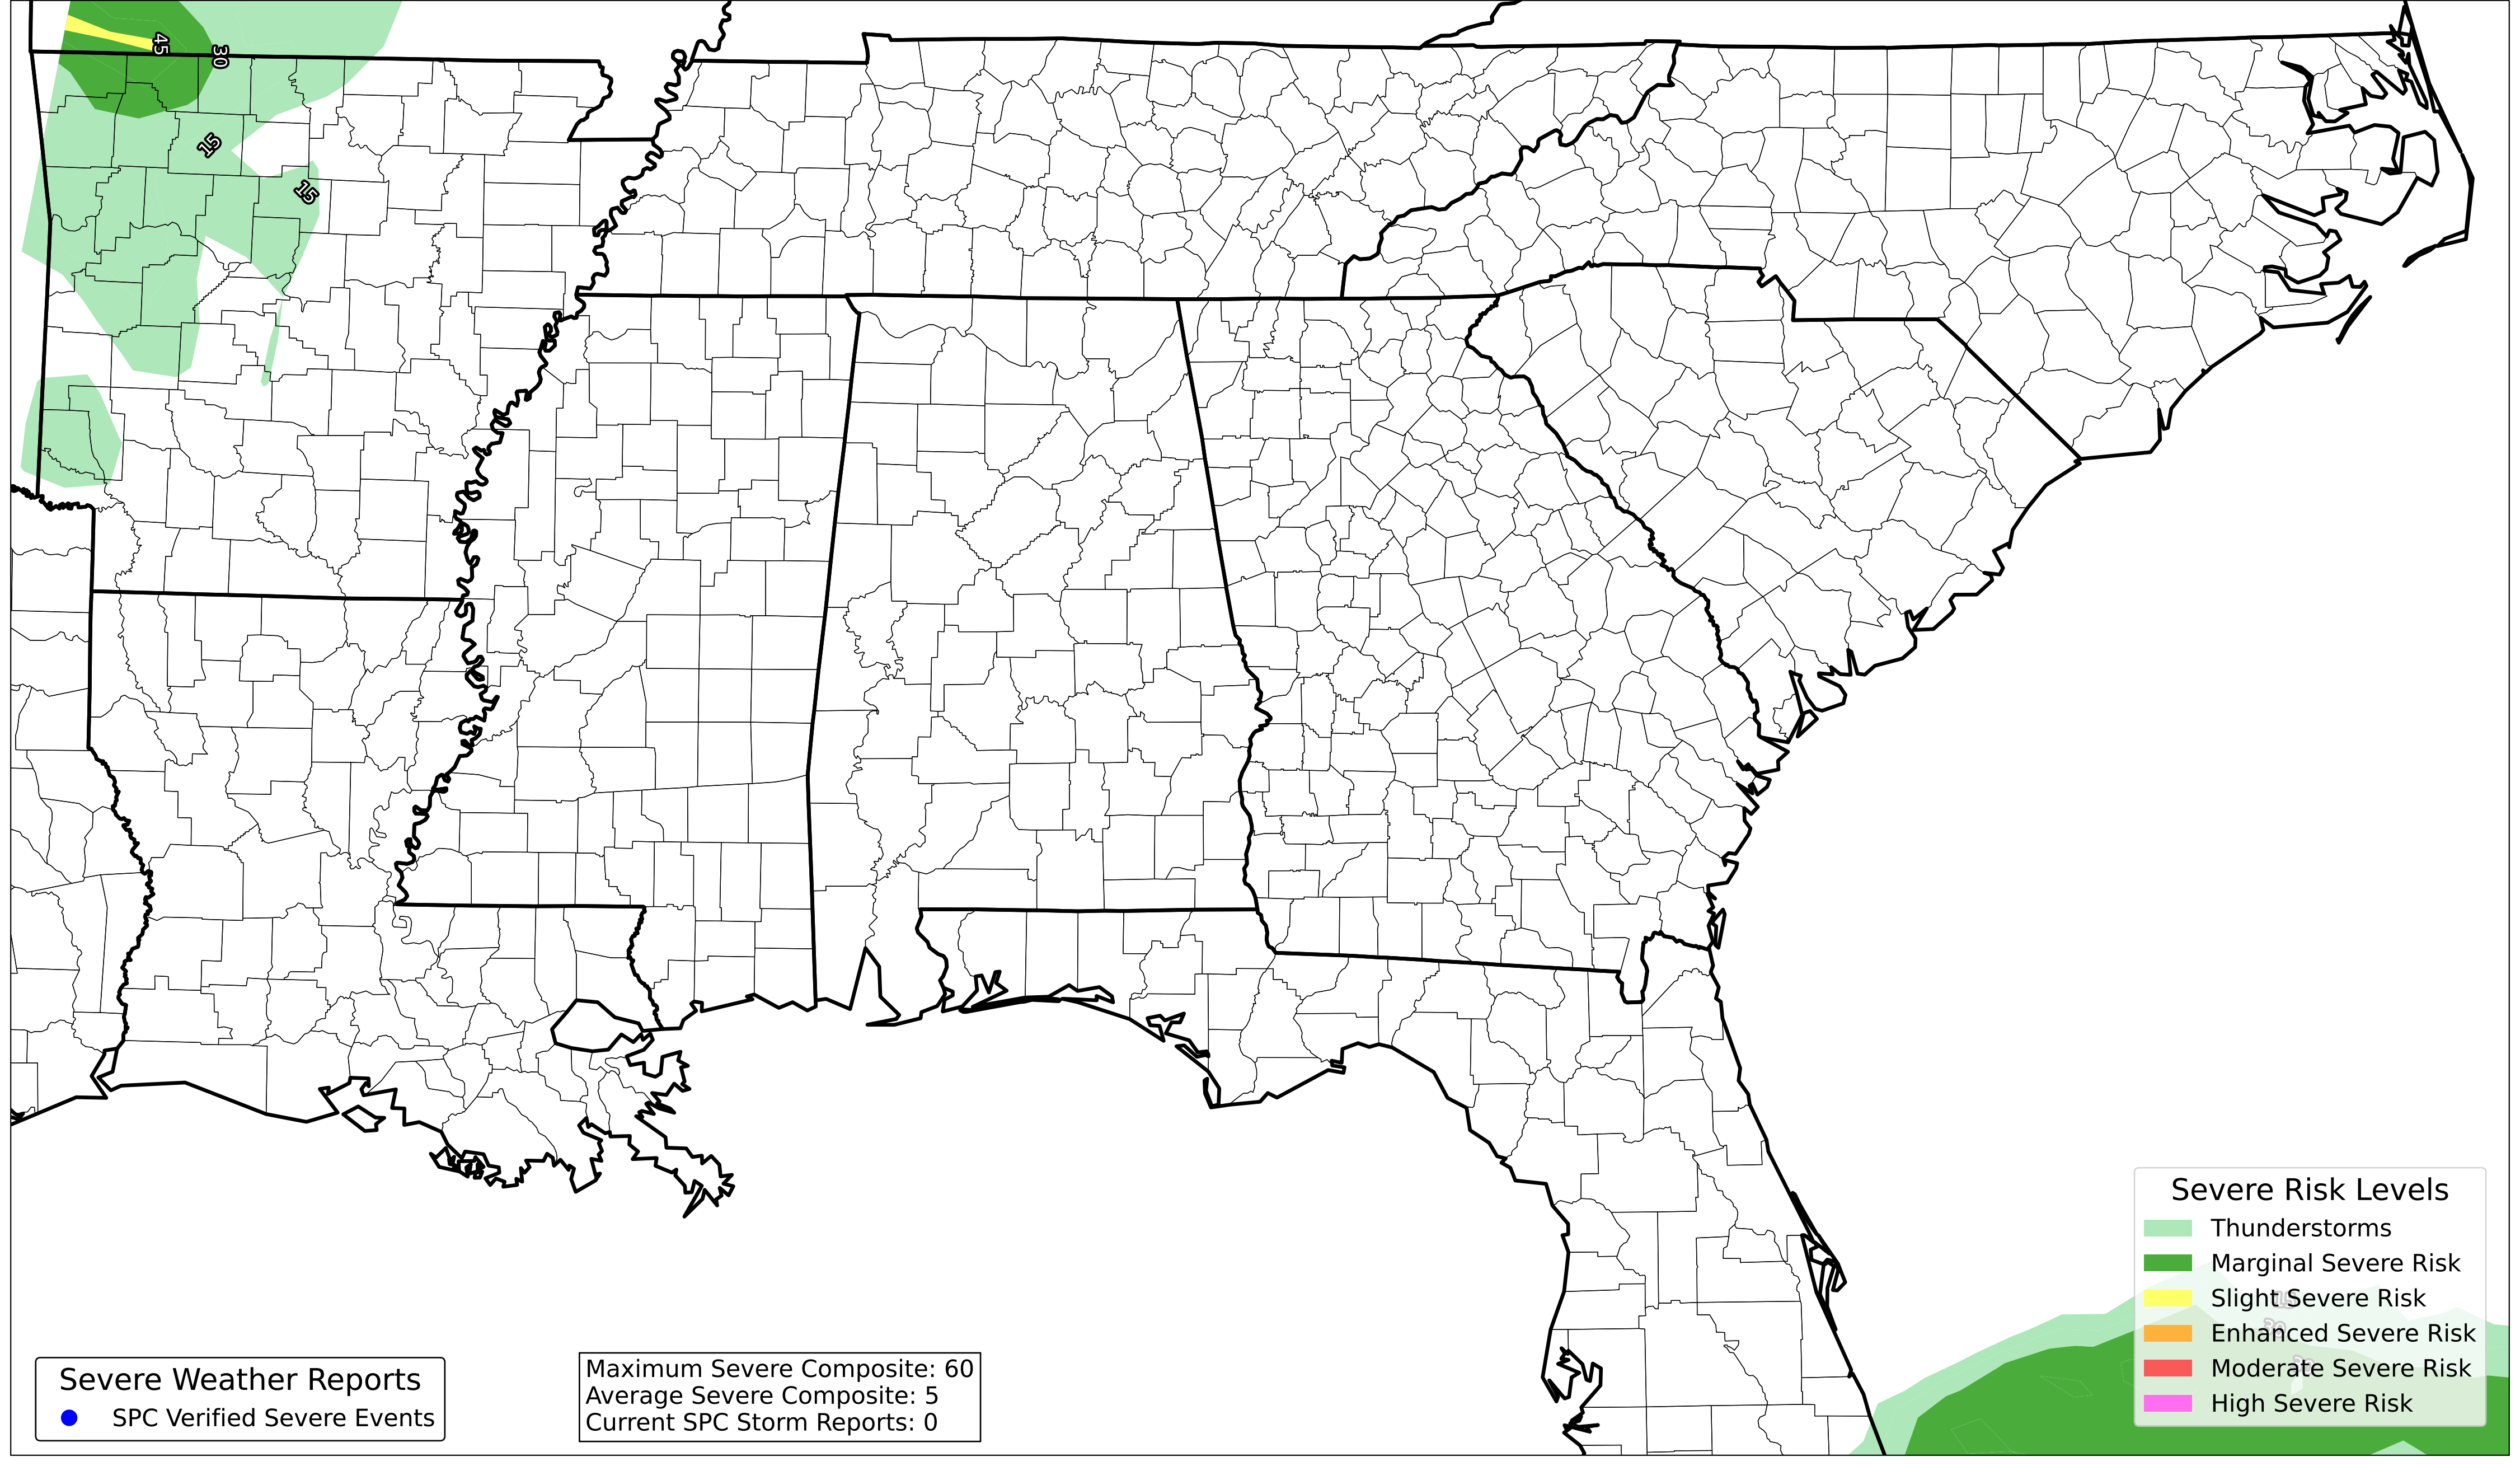 45
30
15
15
Severe Risk Levels
Thunderstorms
Marginal Severe Risk
Slight Severe Risk
Enhanced Severe Risk
Moderate Severe Risk
High Severe Risk
Severe Weather Reports
SPC Verified Severe Events
Maximum Severe Composite: 60
Average Severe Composite: 5
Current SPC Storm Reports: 0